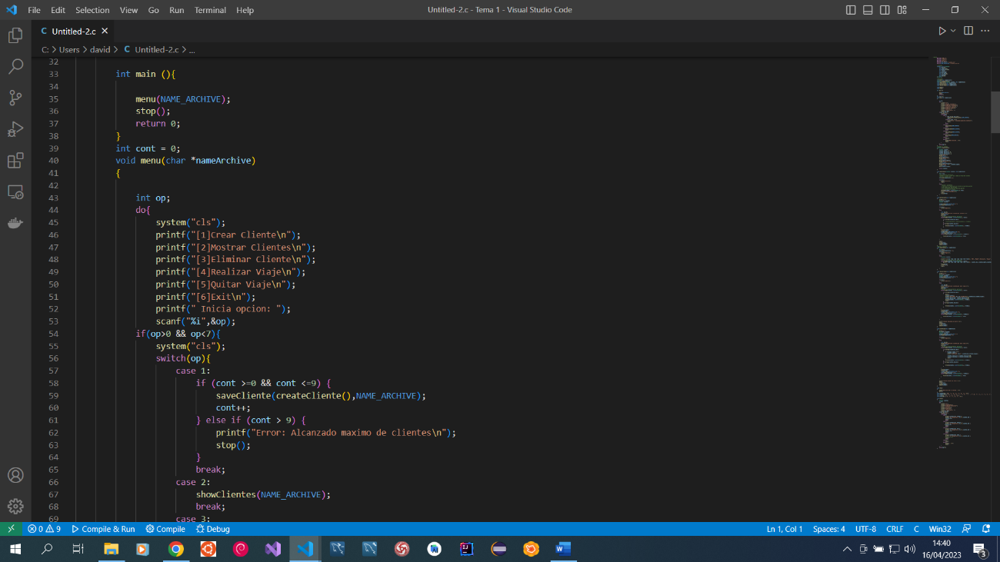 File Edit Selection View Go Run Terminal Help
Untitled-2.c - Tema 1 - Visual Studio Code
C Untitled-2.c
C: > Users > david > C Untitled-2.c > ...
32
33 int main (){
34
35 menu(NAME_ARCHIVE);
36 stop();
37 return 0;
38 }
39 int cont = 0;
40 void menu(char *nameArchive)
41 {
42
43 int op;
44 do{
45 system("cls");
46 printf("[1]Crear Cliente\n");
47 printf("[2]Mostrar Clientes\n");
48 printf("[3]Eliminar Cliente\n");
49 printf("[4]Realizar Viaje\n");
50 printf("[5]Quitar Viaje\n");
51 printf("[6]Exit\n");
52 printf(" Inicia opcion: ");
53 scanf("%i",&op);
54 if(op>0 && op<7){
55 system("cls");
56 switch(op){
57 case 1:
58 if (cont >=0 && cont <=9) {
59 saveCliente(createCliente(),NAME_ARCHIVE);
60 cont++;
61 } else if (cont > 9) {
62 printf("Error: Alcanzado maximo de clientes\n");
63 stop();
64 }
65 break;
66 case 2:
67 showClientes(NAME_ARCHIVE);
68 break;
69 case 3:
0 9 Compile & Run Compile Debug
Ln 1, Col 1 Spaces: 4 UTF-8 CRLF C Win32
14:40
16/04/2023
3